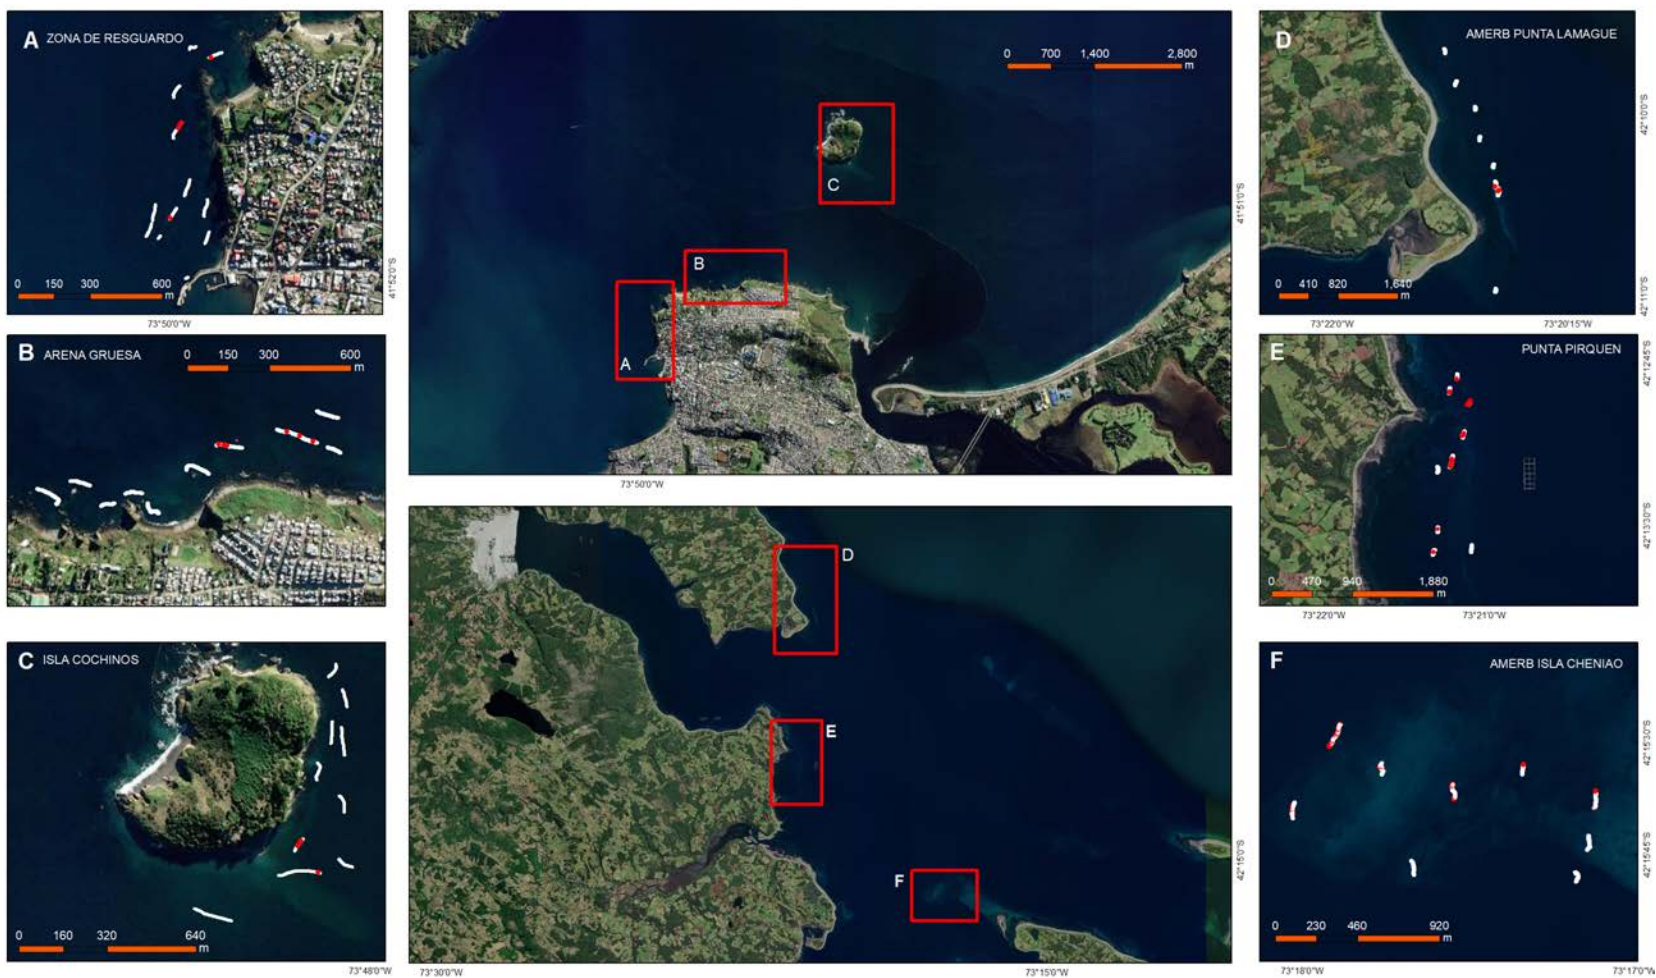 A ZONA DE RESGUARDO
0 150 300 600
m
41°52'0"S
73°50'0"W
B ARENA GRUESA
0 150 300 600
m
C ISLA COCHINOS
0 160 320 640
m
73°48'0"W
0 700 1,400 2,800
m
C
B
A
41°51'0"S
73°50'0"W
D
E
F
42°15'0"S
73°30'0"W
73°15'0"W
D AMERB PUNTA LAMAGUE
42°10'0"S
0 410 820 1,640
m
42°11'0"S
73°22'0"W
73°20'15"W
E PUNTA PIRQUEN
42°12'45"S
42°13'30"S
0 470 940 1,880
m
73°22'0"W
73°21'0"W
F AMERB ISLA CHENIAO
42°15'30"S
42°15'45"S
0 230 460 920
m
73°18'0"W
73°17'0"W